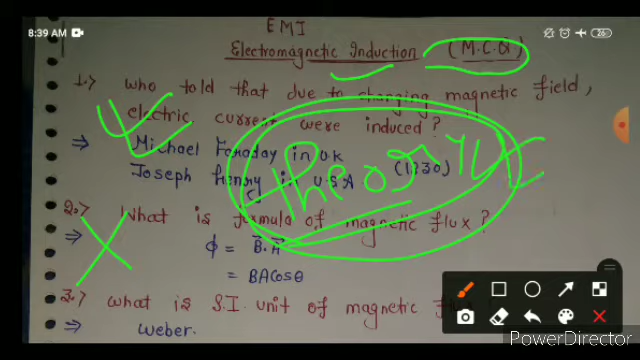 8:39 AM
26
EMI
Electromagnetic Induction (M.C.Q)
1.> who told that due to changing magnetic field,
electric current were induced?
⇒ Michael Faraday in U.K
Joseph Henry in U.S.A (1830)
theory
2.> What is formula of magnetic flux?
⇒ ϕ = B⃗.A⃗
= BACosθ
3.> what is S.I. unit of magnetic
⇒ weber.
PowerDirector